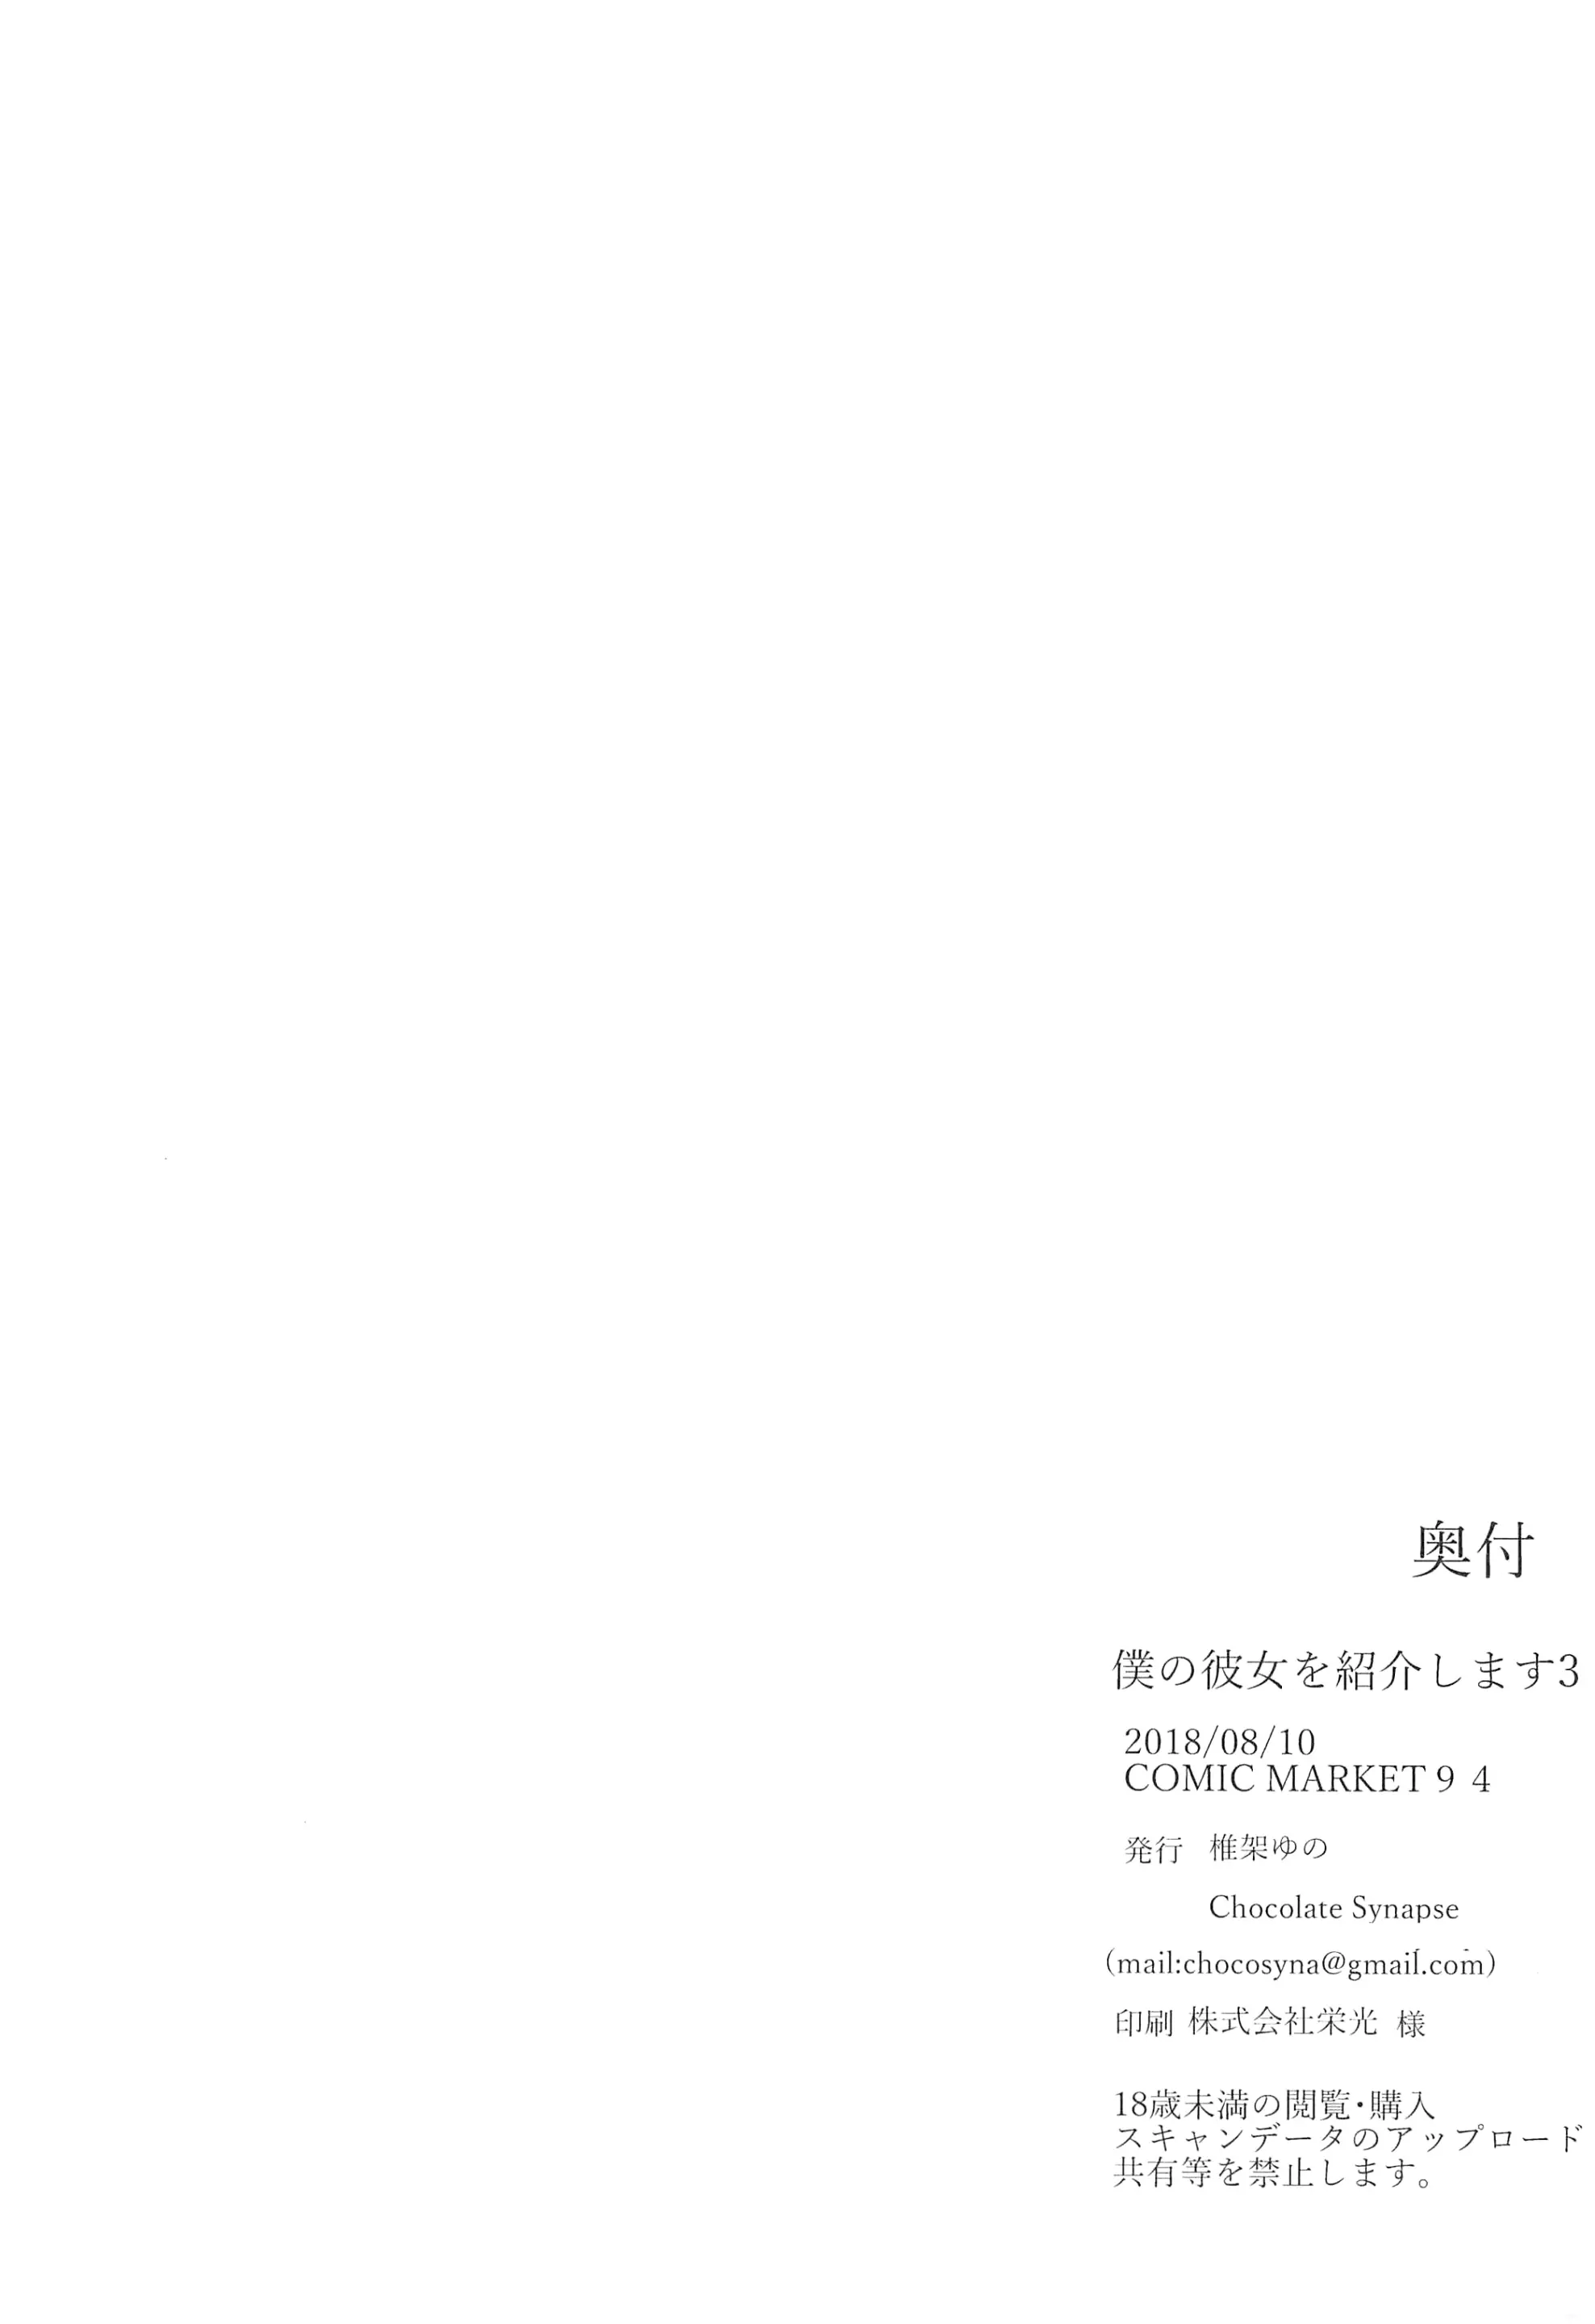 奥付
僕の彼女を紹介します3
2018/08/10
COMIC MARKET９４
発行 椎架ゆの
Chocolate Synapse
(mail:chocosyna@gmail.com)
印刷 株式会社栄光 様
18歳未満の閲覧・購入
スキャンデータのアップロード
共有等を禁止します。